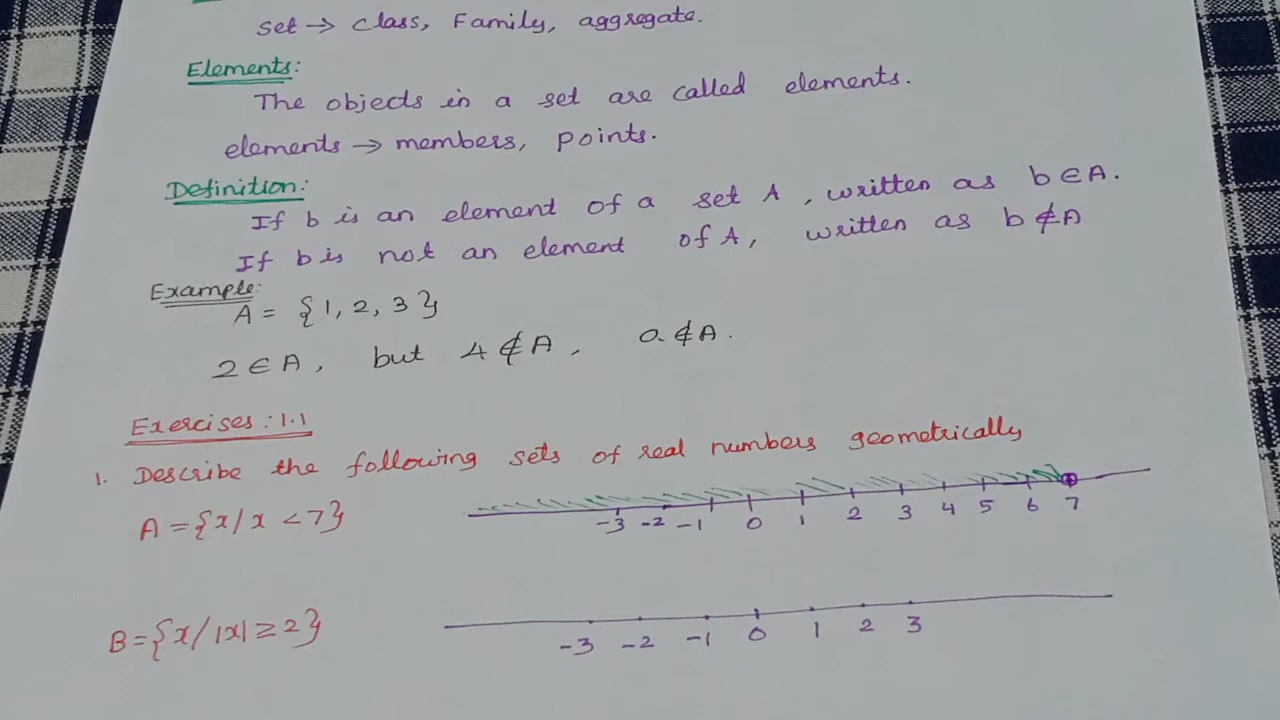 Set → class, Family, aggregate.
Elements:
The objects in a set are called elements.
elements → members, points.
Definition:
If b is an element of a set A, written as b ∈ A.
If b is not an element of A, written as b ∉ A
Example:
A = {1, 2, 3}
2 ∈ A, but 4 ∉ A, a ∉ A.
Exercises : 1.1
1. Describe the following sets of real numbers geometrically
A = {x/x < 7}
-3 -2 -1 0 1 2 3 4 5 6 7
B = {x/|x| ≥ 2}
-3 -2 -1 0 1 2 3